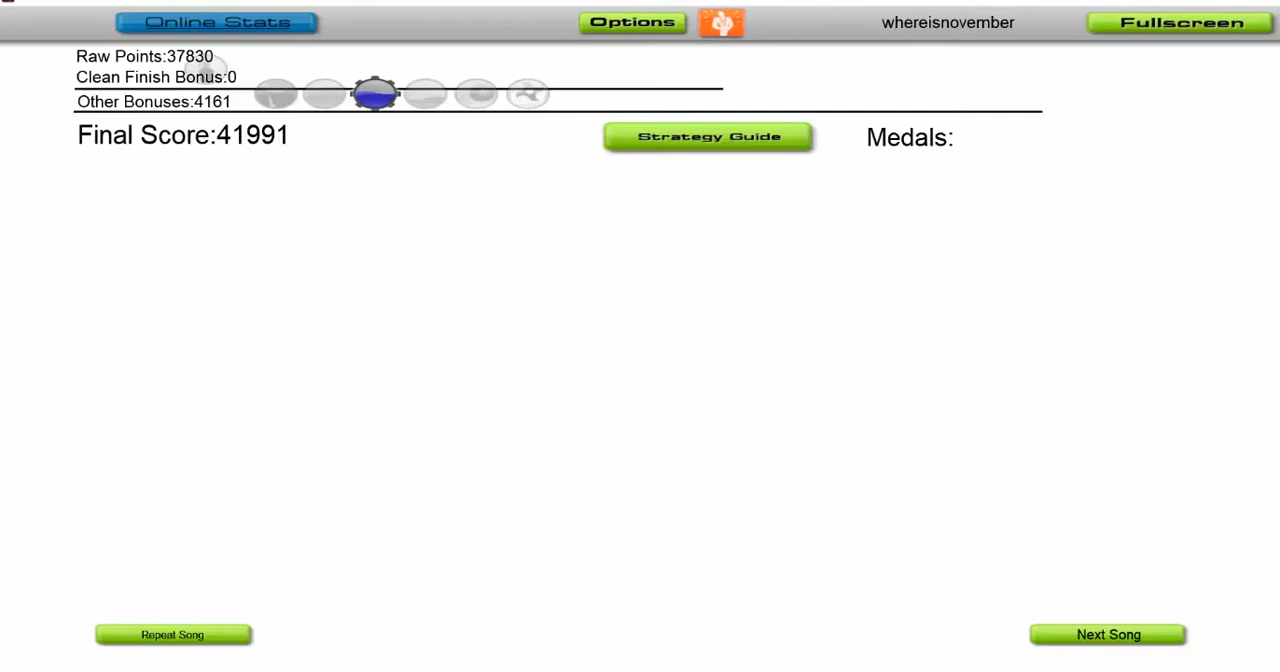 Online Stats
Options
whereisnovember
Fullscreen
Raw Points:37830
Clean Finish Bonus:0
Other Bonuses:4161
Final Score:41991
Strategy Guide
Medals:
Repeat Song
Next Song